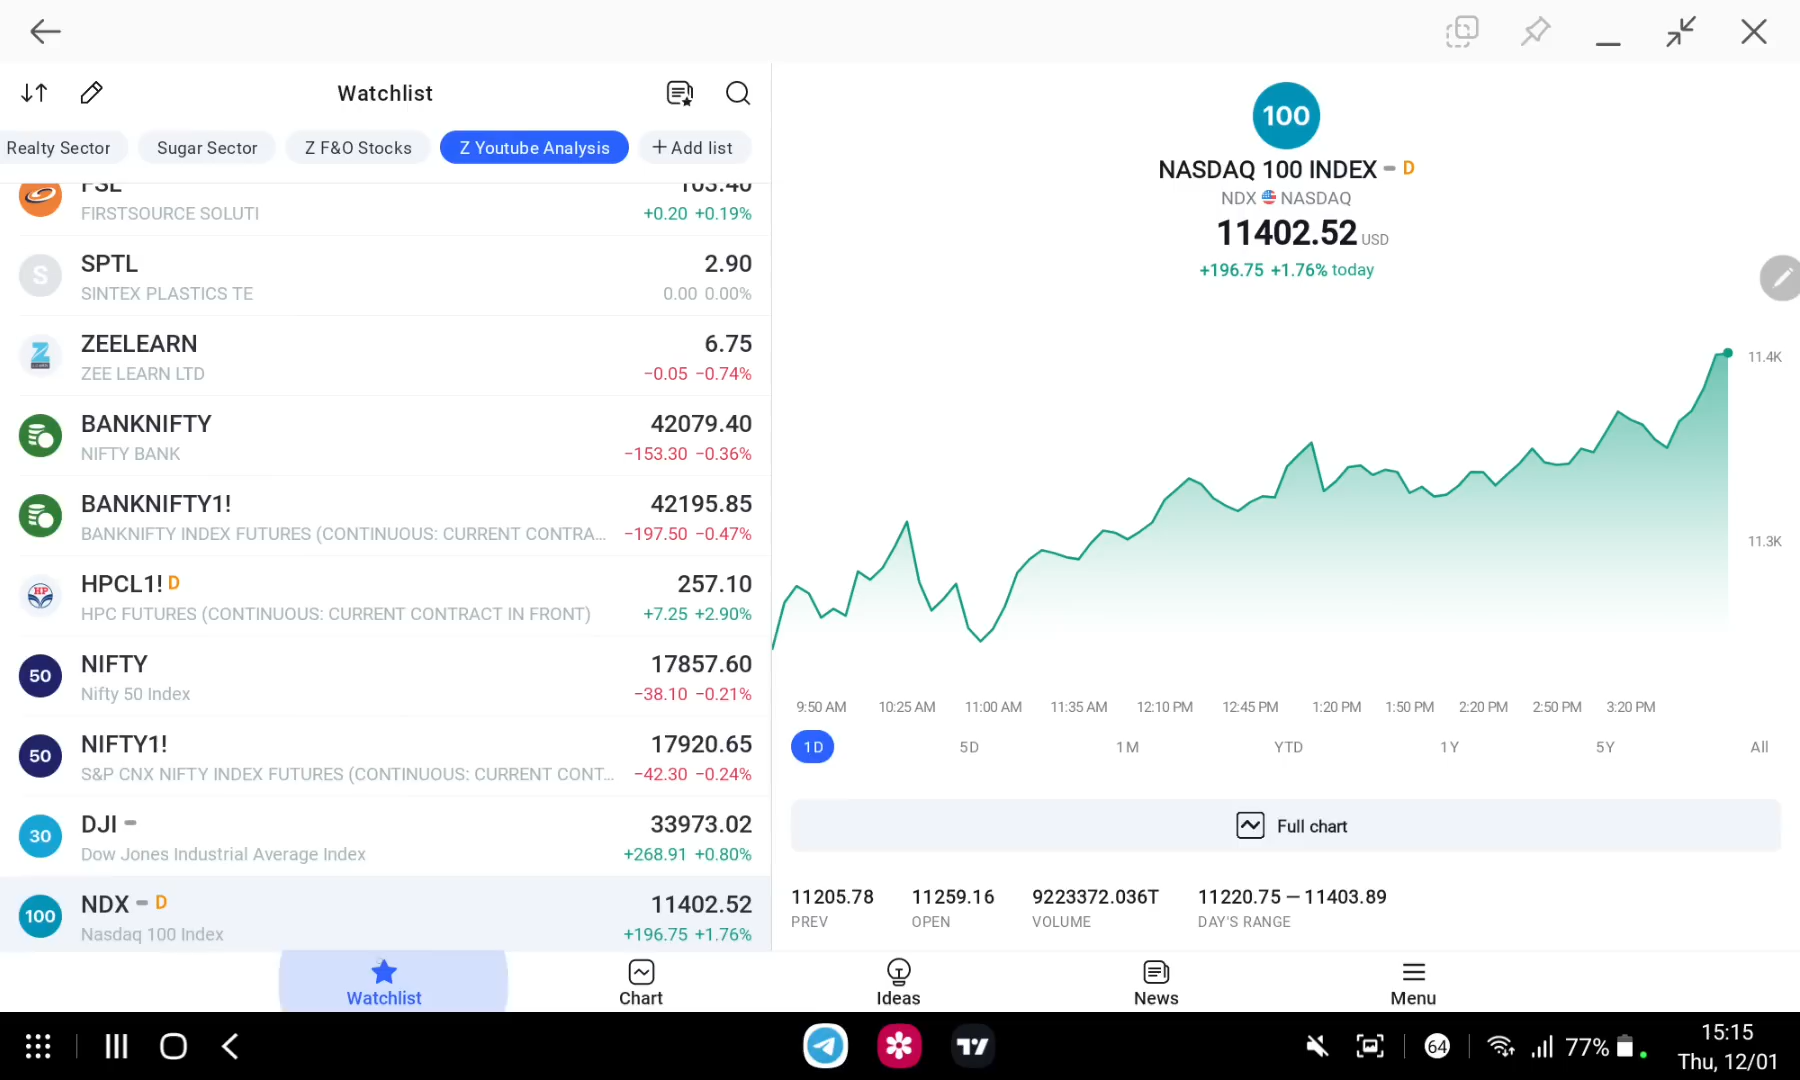 Watchlist
Realty Sector
Sugar Sector
Z F&O Stocks
Z Youtube Analysis
+ Add list
FSL
103.40
FIRSTSOURCE SOLUTI
+0.20 +0.19%
S
SPTL
2.90
SINTEX PLASTICS TE
0.00 0.00%
ZEELEARN
6.75
ZEE LEARN LTD
−0.05 −0.74%
BANKNIFTY
42079.40
NIFTY BANK
−153.30 −0.36%
BANKNIFTY1!
42195.85
BANKNIFTY INDEX FUTURES (CONTINUOUS: CURRENT CONTRA...
−197.50 −0.47%
HP
HPCL1! D
257.10
HPC FUTURES (CONTINUOUS: CURRENT CONTRACT IN FRONT)
+7.25 +2.90%
50
NIFTY
17857.60
Nifty 50 Index
−38.10 −0.21%
50
NIFTY1!
17920.65
S&P CNX NIFTY INDEX FUTURES (CONTINUOUS: CURRENT CONT...
−42.30 −0.24%
30
DJI
33973.02
Dow Jones Industrial Average Index
+268.91 +0.80%
100
NDX D
11402.52
Nasdaq 100 Index
+196.75 +1.76%
100
NASDAQ 100 INDEX D
NDX NASDAQ
11402.52 USD
+196.75 +1.76% today
11.4K
11.3K
9:50 AM 10:25 AM 11:00 AM 11:35 AM 12:10 PM 12:45 PM 1:20 PM 1:50 PM 2:20 PM 2:50 PM 3:20 PM
1D 5D 1M YTD 1Y 5Y All
Full chart
11205.78 11259.16 9223372.036T 11220.75 — 11403.89
PREV OPEN VOLUME DAY'S RANGE
Watchlist Chart Ideas News Menu
64
77%
15:15
Thu, 12/01